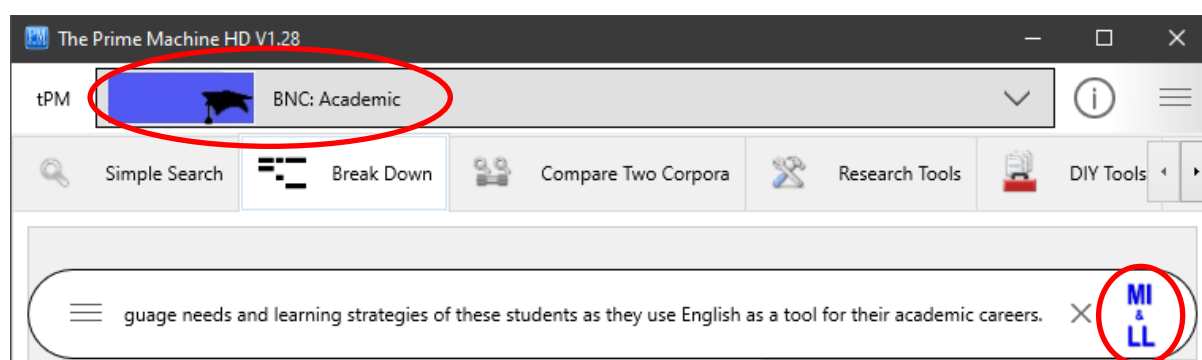 PM The Prime Machine HD V1.28
tPM BNC: Academic i
Simple Search Break Down Compare Two Corpora Research Tools DIY Tools
guage needs and learning strategies of these students as they use English as a tool for their academic careers.
MI
&
LL